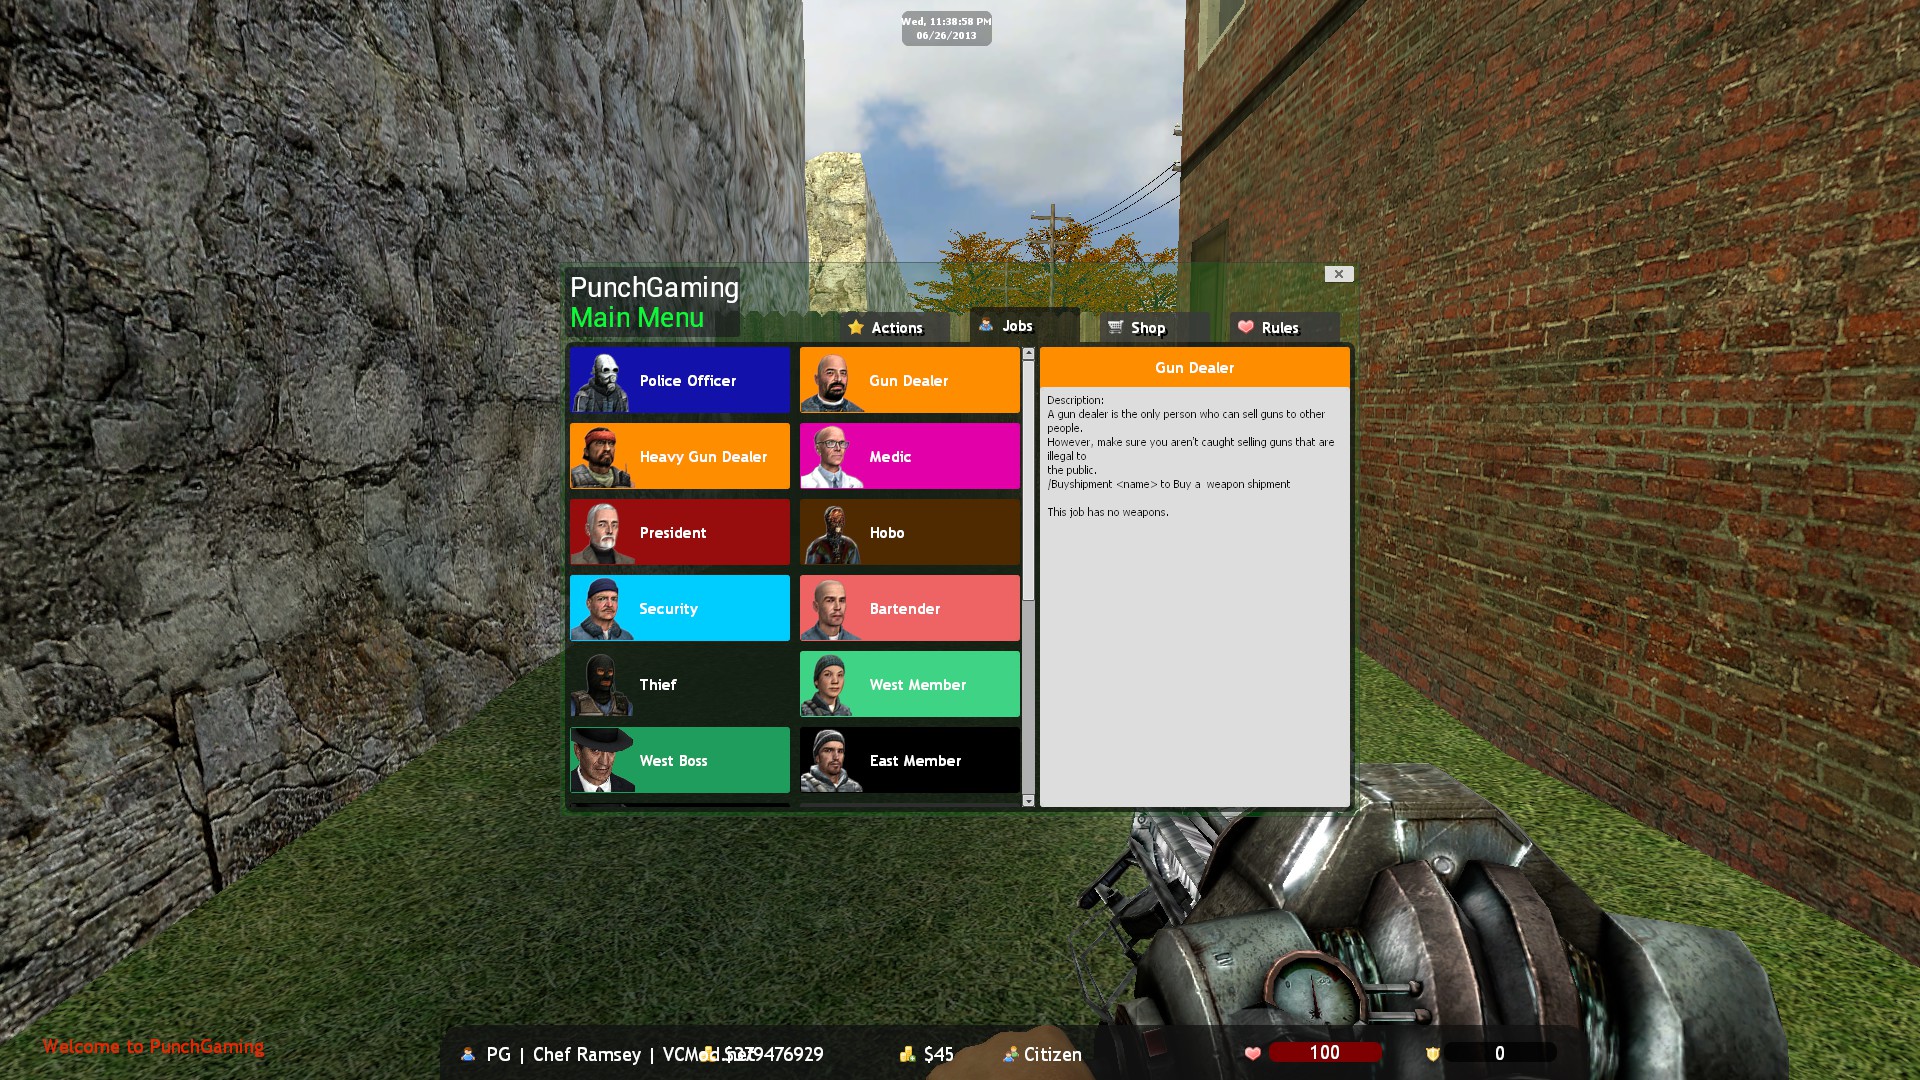 Wed, 11:38:58 PM
06/26/2013
PunchGaming
Main Menu
Actions
Jobs
Shop
Rules
Police Officer
Gun Dealer
Heavy Gun Dealer
Medic
President
Hobo
Security
Bartender
Thief
West Member
West Boss
East Member
Gun Dealer
Description:
A gun dealer is the only person who can sell guns to other
people.
However, make sure you aren't caught selling guns that are
illegal to
the public.
/Buyshipment <name> to Buy a weapon shipment
This job has no weapons.
Welcome to PunchGaming
PG | Chef Ramsey | VCMod.net
$379476929
$45
Citizen
100
0